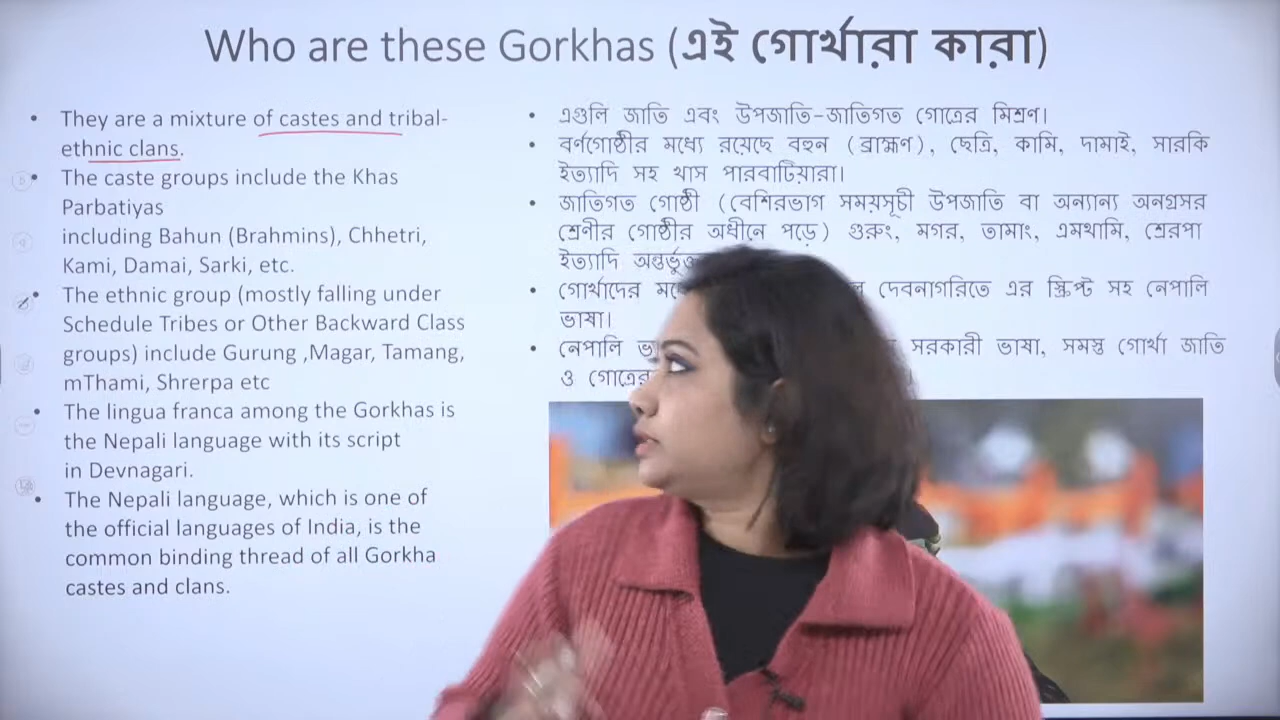 Who are these Gorkhas (এই গোর্খারা কারা)
They are a mixture of castes and tribal-
ethnic clans.
The caste groups include the Khas
Parbatiyas
including Bahun (Brahmins), Chhetri,
Kami, Damai, Sarki, etc.
The ethnic group (mostly falling under
Schedule Tribes or Other Backward Class
groups) include Gurung ,Magar, Tamang,
mThami, Shrerpa etc
The lingua franca among the Gorkhas is
the Nepali language with its script
in Devnagari.
The Nepali language, which is one of
the official languages of India, is the
common binding thread of all Gorkha
castes and clans.
এগুলি জাতি এবং উপজাতি-জাতিগত গোত্রের মিশ্রণ।
বর্ণগোষ্ঠীর মধ্যে রয়েছে বহুন (ব্রাহ্মণ), ছেত্রি, কামি, দামাই, সারকি
ইত্যাদি সহ খাস পারবাটিয়ারা।
জাতিগত গোষ্ঠী (বেশিরভাগ সময়সূচী উপজাতি বা অন্যান্য অনগ্রসর
শ্রেণীর গোষ্ঠীর অধীনে পড়ে) গুরুং, মগর, তামাং, এমথামি, শ্রেরপা
ইত্যাদি অন্তর্ভুক্ত
গোর্খাদের দেবনাগরিতে এর স্ক্রিপ্ট সহ নেপালি
ভাষা।
নেপালি সরকারী ভাষা, সমস্ত গোর্খা জাতি
ও গোত্রের